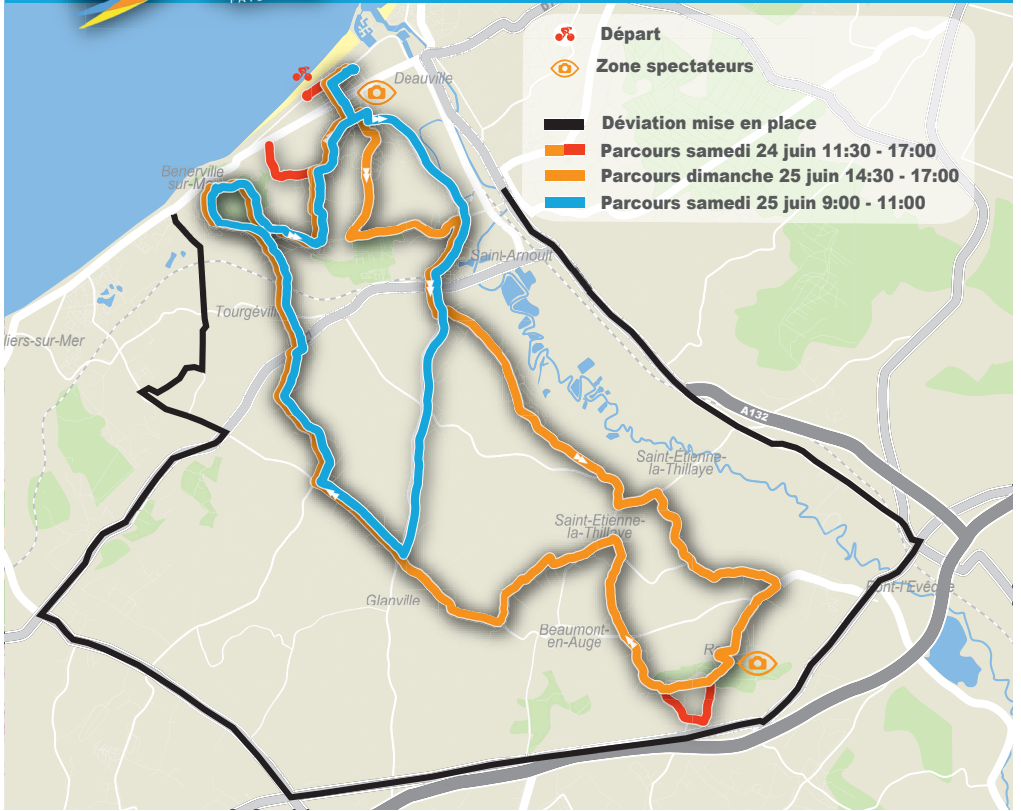 PAYS
Départ
Zone spectateurs
Déviation mise en place
Parcours samedi 24 juin 11:30 - 17:00
Parcours dimanche 25 juin 14:30 - 17:00
Parcours samedi 25 juin 9:00 - 11:00
Deauville
Benerville
sur-M
Saint-Arnoult
Tourgévil
liers-sur-Mer
A132
Saint-Etienne-
la-Thillaye
Saint-Etienne-
la-Thillaye
Glanville
Pont-l'Evêque
Beaumont-
en-Auge